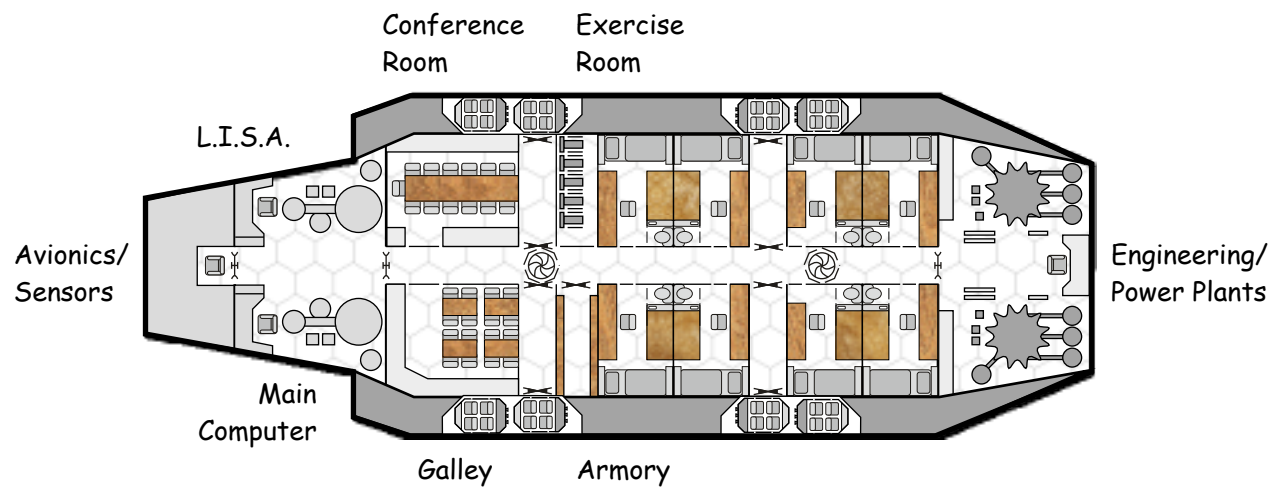 Conference
Room
Exercise
Room
L.I.S.A.
Avionics/
Sensors
Engineering/
Power Plants
Main
Computer
Galley
Armory